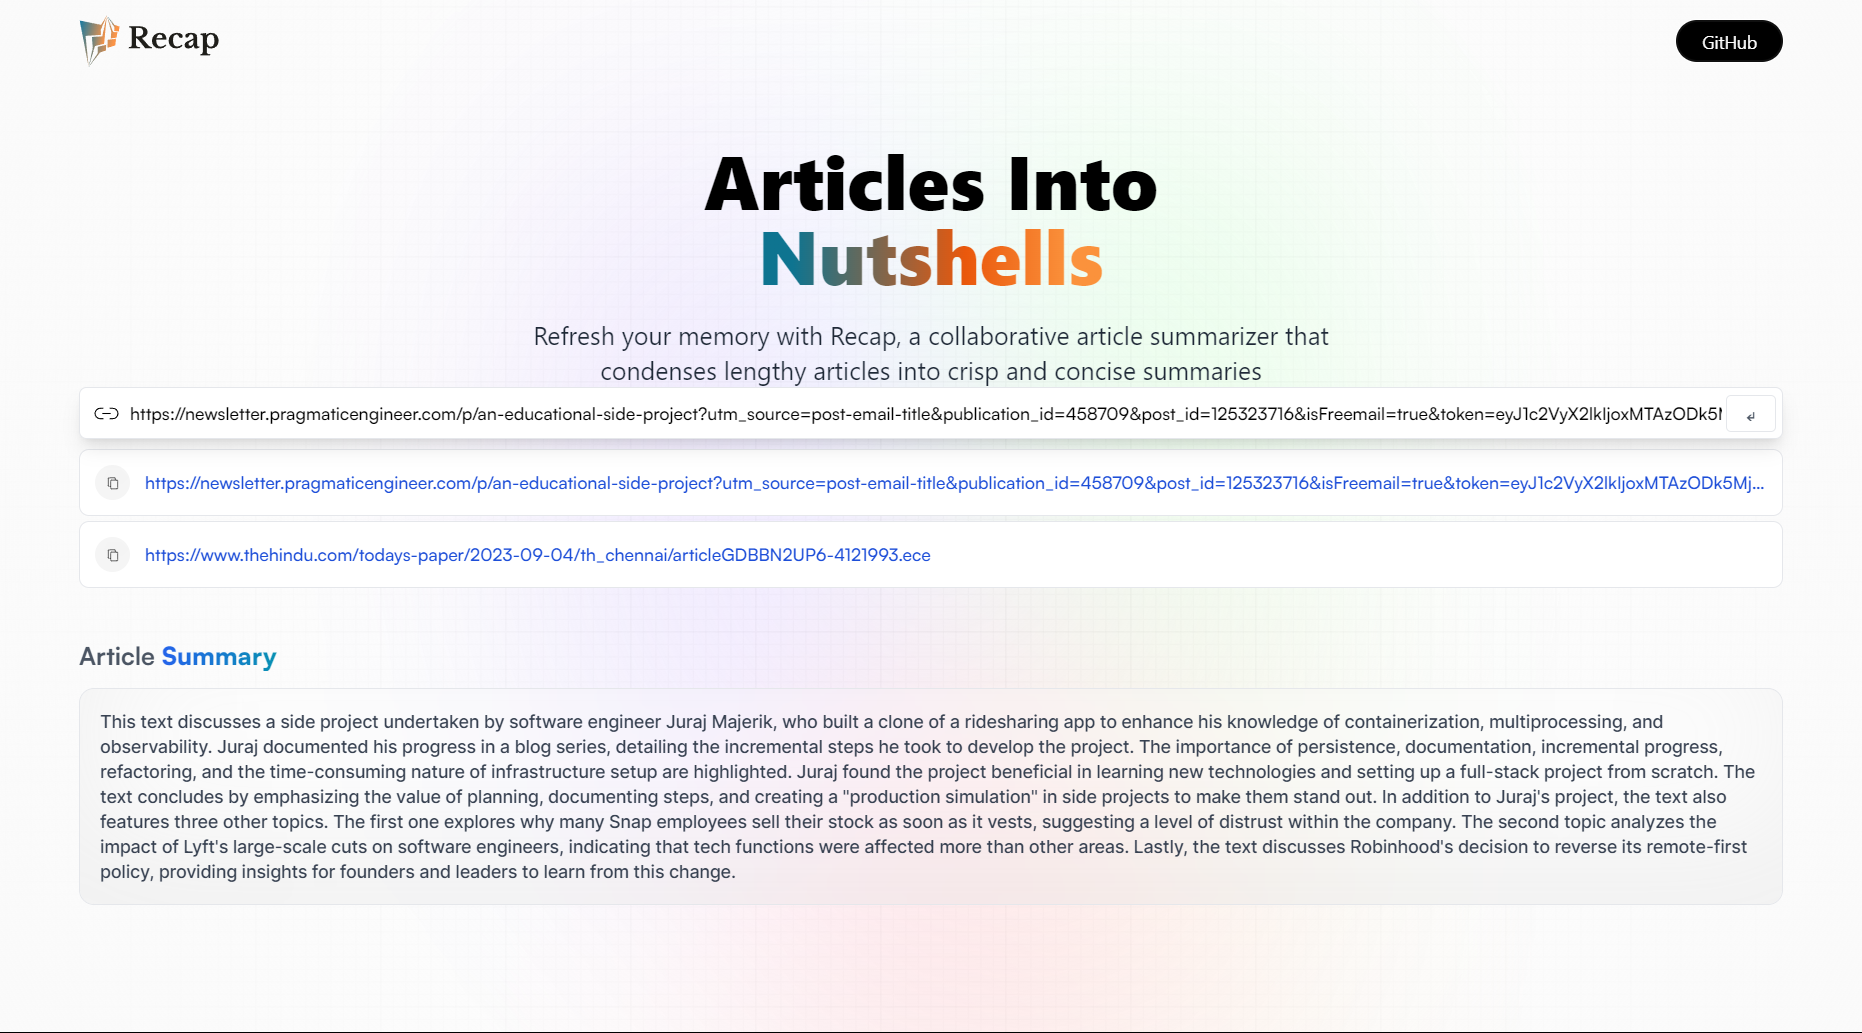 Recap
GitHub
Articles Into
Nutshells
Refresh your memory with Recap, a collaborative article summarizer that
condenses lengthy articles into crisp and concise summaries
https://newsletter.pragmaticengineer.com/p/an-educational-side-project?utm_source=post-email-title&publication_id=458709&post_id=125323716&isFreemail=true&token=eyJ1c2VyX2lkIjoxMTAzODk5
https://newsletter.pragmaticengineer.com/p/an-educational-side-project?utm_source=post-email-title&publication_id=458709&post_id=125323716&isFreemail=true&token=eyJ1c2VyX2lkIjoxMTAzODk5Mj...
https://www.thehindu.com/todays-paper/2023-09-04/th_chennai/articleGDBBN2UP6-4121993.ece
Article Summary
This text discusses a side project undertaken by software engineer Juraj Majerik, who built a clone of a ridesharing app to enhance his knowledge of containerization, multiprocessing, and
observability. Juraj documented his progress in a blog series, detailing the incremental steps he took to develop the project. The importance of persistence, documentation, incremental progress,
refactoring, and the time-consuming nature of infrastructure setup are highlighted. Juraj found the project beneficial in learning new technologies and setting up a full-stack project from scratch. The
text concludes by emphasizing the value of planning, documenting steps, and creating a "production simulation" in side projects to make them stand out. In addition to Juraj's project, the text also
features three other topics. The first one explores why many Snap employees sell their stock as soon as it vests, suggesting a level of distrust within the company. The second topic analyzes the
impact of Lyft's large-scale cuts on software engineers, indicating that tech functions were affected more than other areas. Lastly, the text discusses Robinhood's decision to reverse its remote-first
policy, providing insights for founders and leaders to learn from this change.